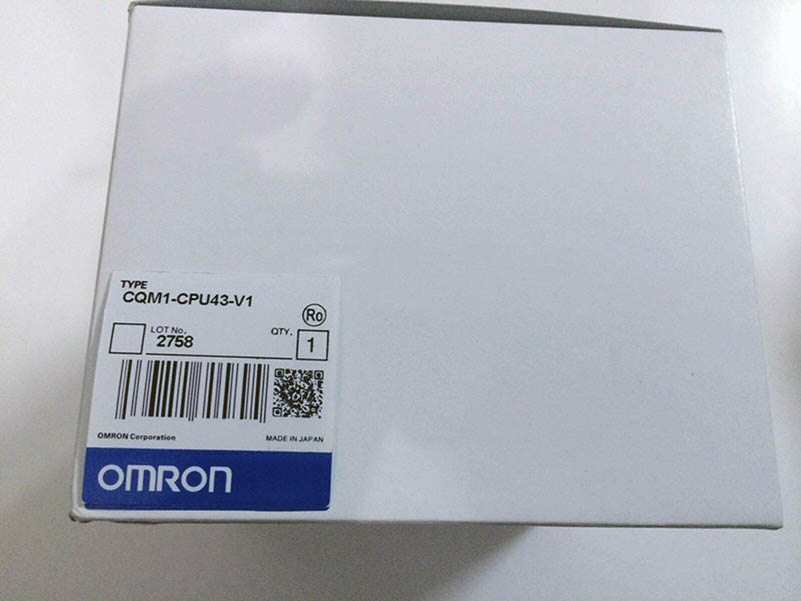 TYPE
CQM1-CPU43-V1
Ro
LOT No. QTY.
2758 1
OMRON Corporation MADE IN JAPAN
OMRON